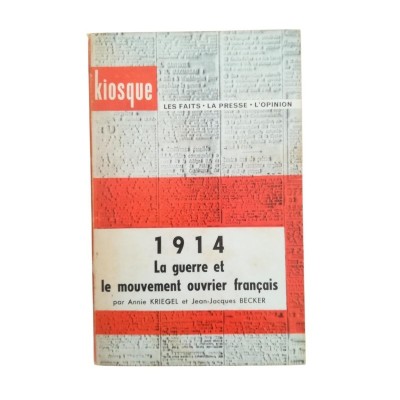 kiosque
LES FAITS • LA PRESSE • L'OPINION
1914
La guerre et
le mouvement ouvrier français
par Annie KRIEGEL et Jean-Jacques BECKER